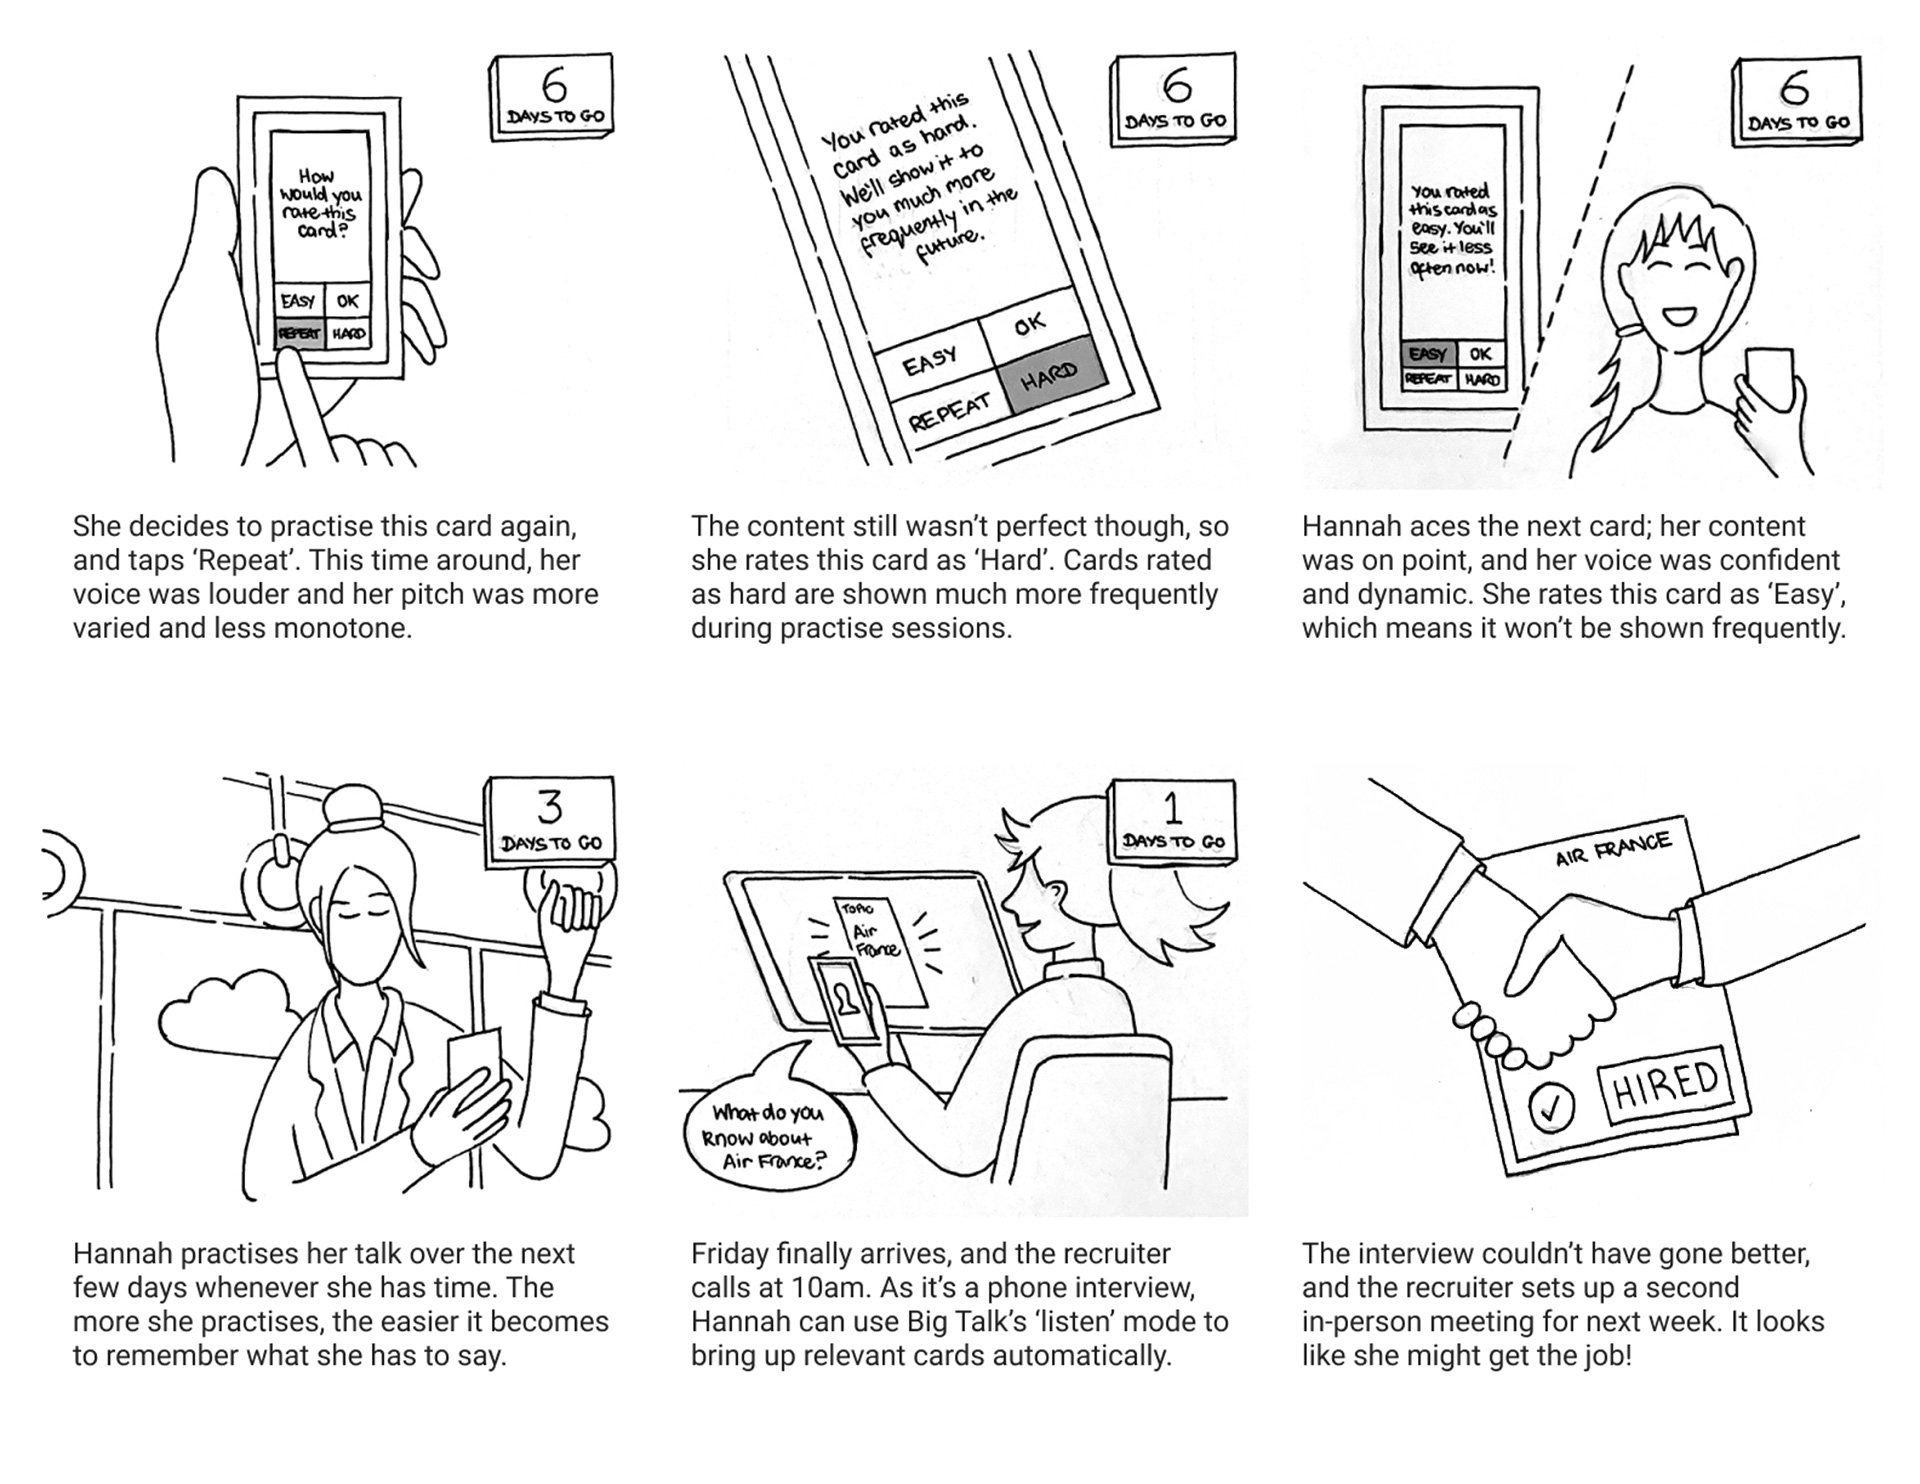 6
DAYS TO GO
How
would you
rate this
card?
EASY OK
REPEAT HARD
She decides to practise this card again,
and taps ‘Repeat’. This time around, her
voice was louder and her pitch was more
varied and less monotone.
6
DAYS TO GO
You rated this
card as hard.
We'll show it to
you much more
frequently in the
future.
EASY OK
REPEAT HARD
The content still wasn’t perfect though, so
she rates this card as ‘Hard’. Cards rated
as hard are shown much more frequently
during practise sessions.
6
DAYS TO GO
You rated
this card as
easy. You'll
see it less
often now!
EASY OK
REPEAT HARD
Hannah aces the next card; her content
was on point, and her voice was confident
and dynamic. She rates this card as ‘Easy’,
which means it won’t be shown frequently.
3
DAYS TO GO
Hannah practises her talk over the next
few days whenever she has time. The
more she practises, the easier it becomes
to remember what she has to say.
1
DAYS TO GO
Topic
Air
France
What do you
know about
Air France?
Friday finally arrives, and the recruiter
calls at 10am. As it’s a phone interview,
Hannah can use Big Talk’s ‘listen’ mode to
bring up relevant cards automatically.
AIR FRANCE
HIRED
The interview couldn’t have gone better,
and the recruiter sets up a second
in-person meeting for next week. It looks
like she might get the job!